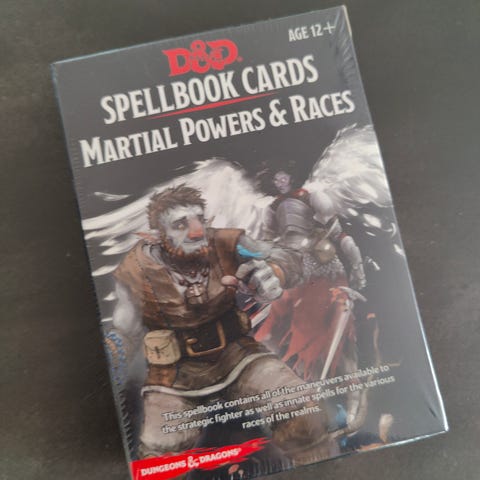 D&D
AGE 12+
SPELLBOOK CARDS
MARTIAL POWERS & RACES
This spellbook contains all of the maneuvers available to
the strategic fighter as well as innate spells for the various
races of the realms.
DUNGEONS & DRAGONS®